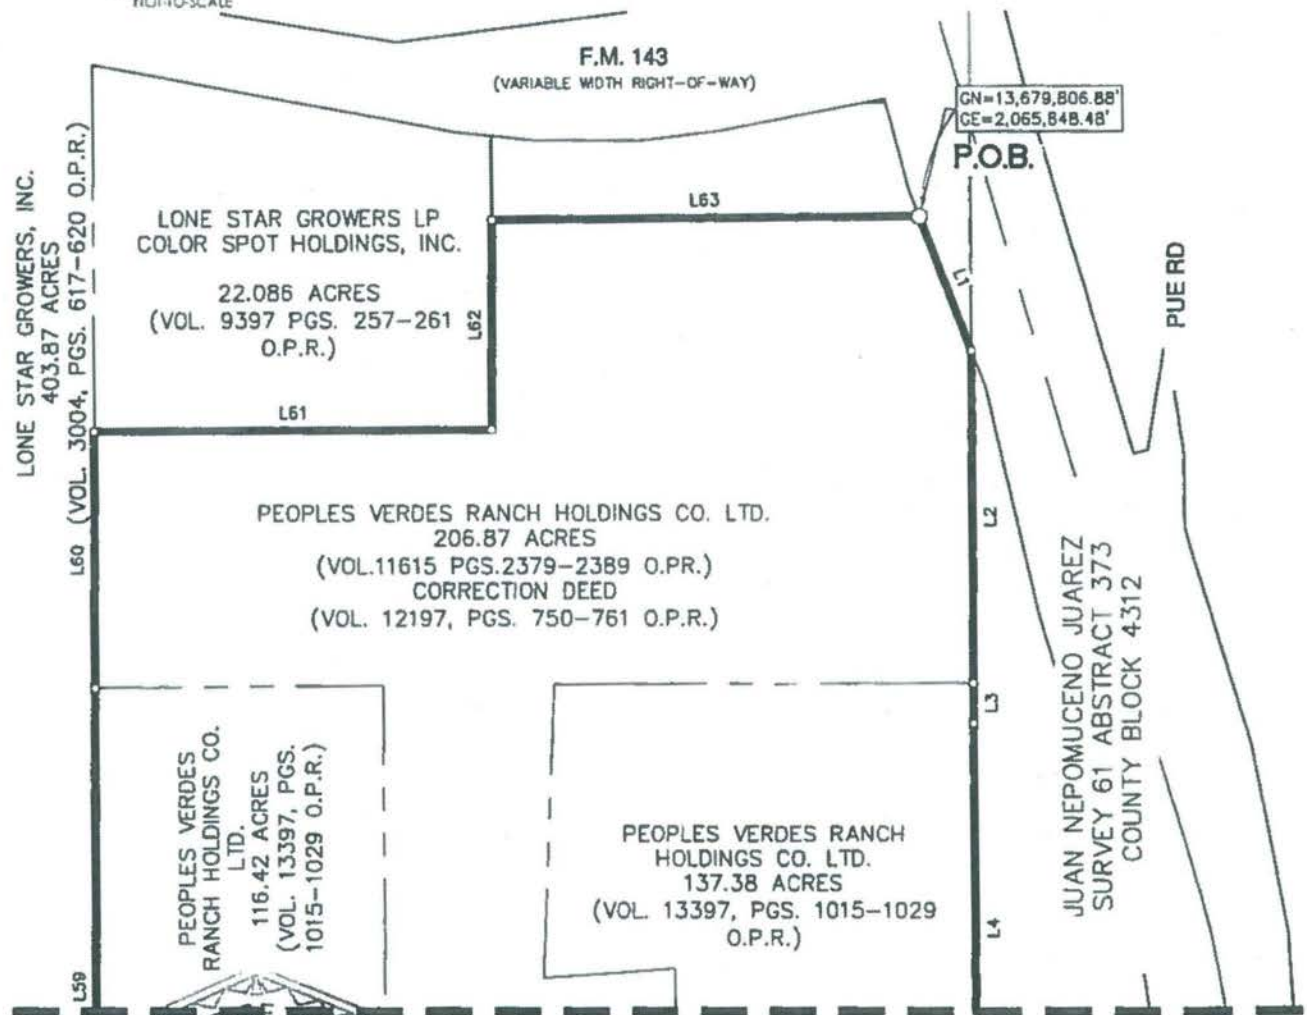 NOT-TO-SCALE
F.M. 143
(VARIABLE WIDTH RIGHT-OF-WAY)
GN=13,679,806.88'
GE=2,065,848.48'
P.O.B.
LONE STAR GROWERS, INC.
403.87 ACRES
(VOL. 3004, PGS. 617-620 O.P.R.)
LONE STAR GROWERS LP
COLOR SPOT HOLDINGS, INC.
22.086 ACRES
(VOL. 9397 PGS. 257-261
O.P.R.)
L63
L1
L62
L61
PUE RD
L60
L2
PEOPLES VERDES RANCH HOLDINGS CO. LTD.
206.87 ACRES
(VOL.11615 PGS.2379-2389 O.PR.)
CORRECTION DEED
(VOL. 12197, PGS. 750-761 O.P.R.)
L3
JUAN NEPOMUCENO JUAREZ
SURVEY 61 ABSTRACT 373
COUNTY BLOCK 4312
PEOPLES VERDES
RANCH HOLDINGS CO.
LTD.
116.42 ACRES
(VOL. 13397, PGS.
1015-1029 O.P.R.)
PEOPLES VERDES RANCH
HOLDINGS CO. LTD.
137.38 ACRES
(VOL. 13397, PGS. 1015-1029
O.P.R.)
L4
L59